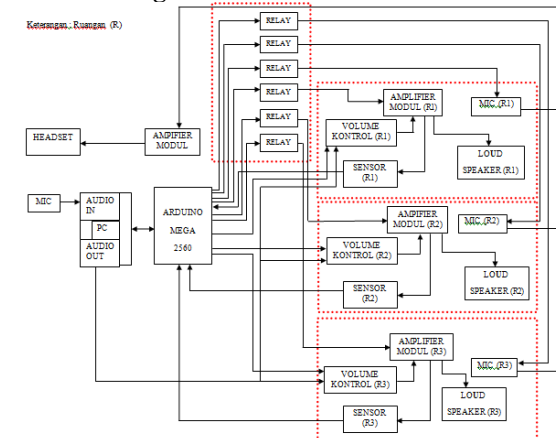 Keterangan : Ruangan (R)
RELAY
RELAY
RELAY
RELAY
RELAY
RELAY
HEADSET
AMPIFIER
MODUL
MIC
AUDIO
IN
PC
AUDIO
OUT
ARDUINO
MEGA
2560
AMPLIFIER
MODUL (R1)
MIC (R1)
VOLUME
KONTROL (R1)
LOUD
SPEAKER (R1)
SENSOR
(R1)
AMPLIFIER
MODUL (R2)
MIC (R2)
VOLUME
KONTROL (R2)
LOUD
SPEAKER (R2)
SENSOR
(R2)
AMPLIFIER
MODUL (R3)
MIC (R3)
VOLUME
KONTROL (R3)
LOUD
SPEAKER (R3)
SENSOR
(R3)